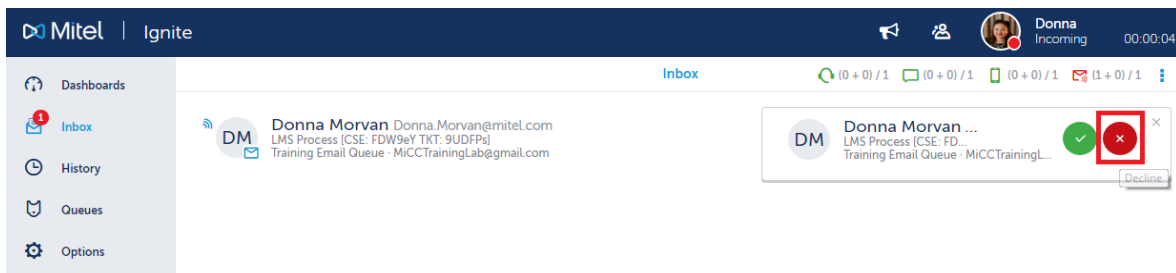 Mitel | Ignite
Donna
Incoming
00:00:04
Dashboards
1
Inbox
History
Queues
Options
Inbox
(0 + 0) / 1
(0 + 0) / 1
(0 + 0) / 1
(1 + 0) / 1
DM
Donna Morvan Donna.Morvan@mitel.com
LMS Process [CSE: FDW9eY TKT: 9UDFPs]
Training Email Queue · MiCCTrainingLab@gmail.com
DM
Donna Morvan ...
LMS Process [CSE: FD...
Training Email Queue · MiCCTrainingL...
Decline